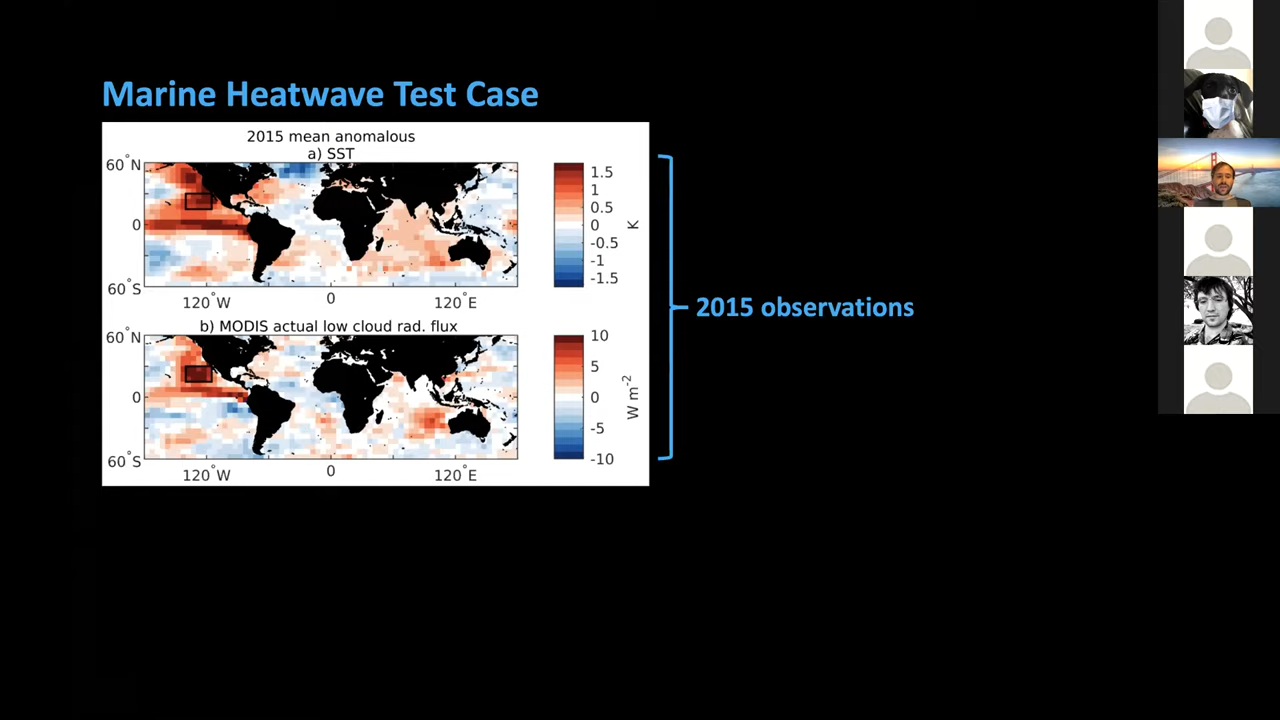 Marine Heatwave Test Case
2015 mean anomalous
a) SST
60°N
0
60°S
120°W
0
120°E
1.5
1
0.5
0
-0.5
-1
-1.5
K
b) MODIS actual low cloud rad. flux
60°N
0
60°S
120°W
0
120°E
10
5
0
-5
-10
W m⁻²
2015 observations